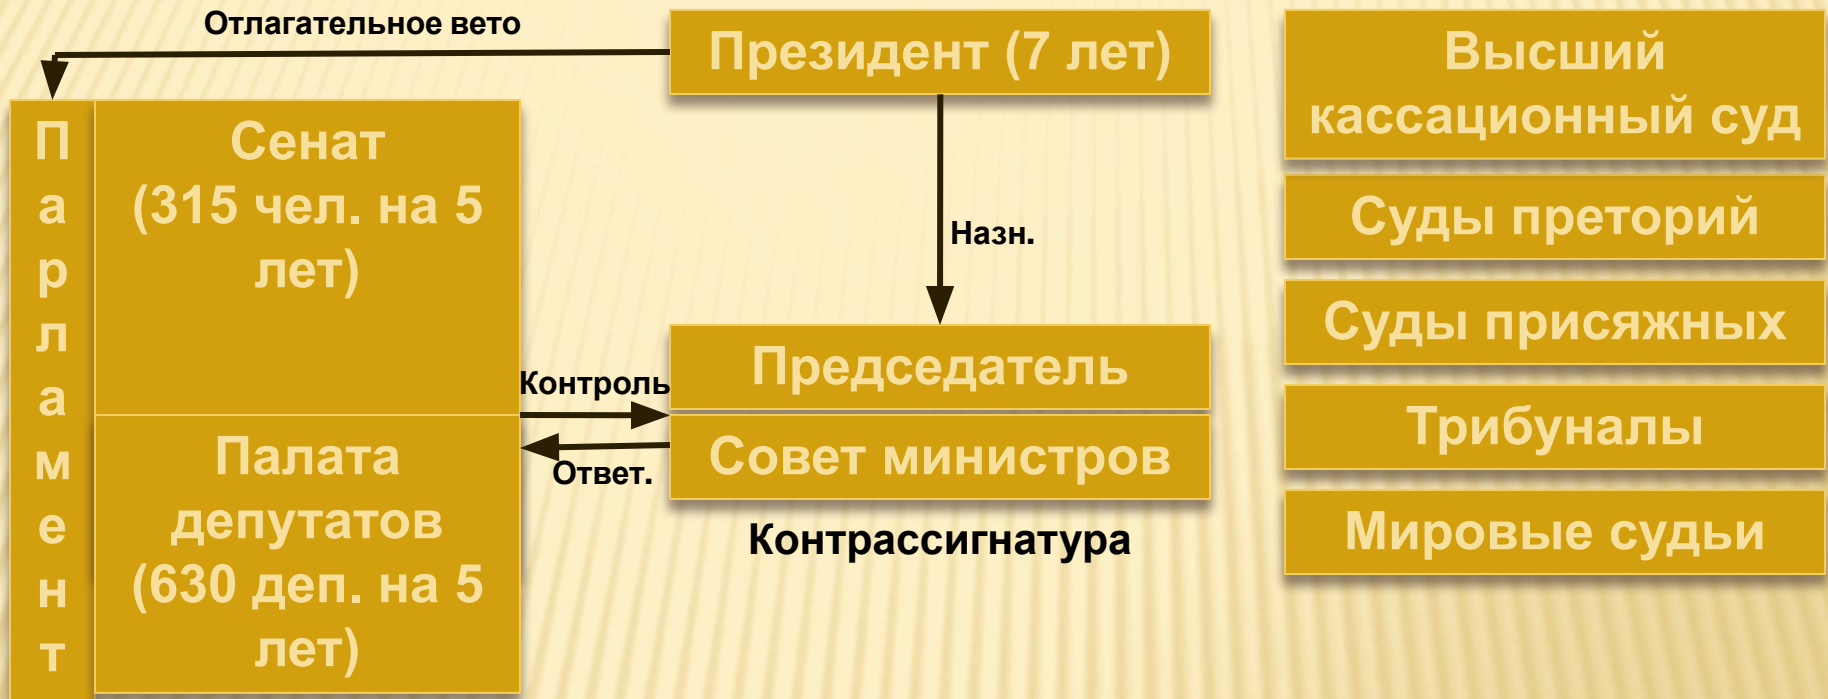 Отлагательное вето
Президент (7 лет)
Парламент
Сенат
(315 чел. на 5
лет)
Палата
депутатов
(630 деп. на 5
лет)
Назн.
Контроль
Ответ.
Председатель
Совет министров
Контрассигнатура
Высший
кассационный суд
Суды преторий
Суды присяжных
Трибуналы
Мировые судьи